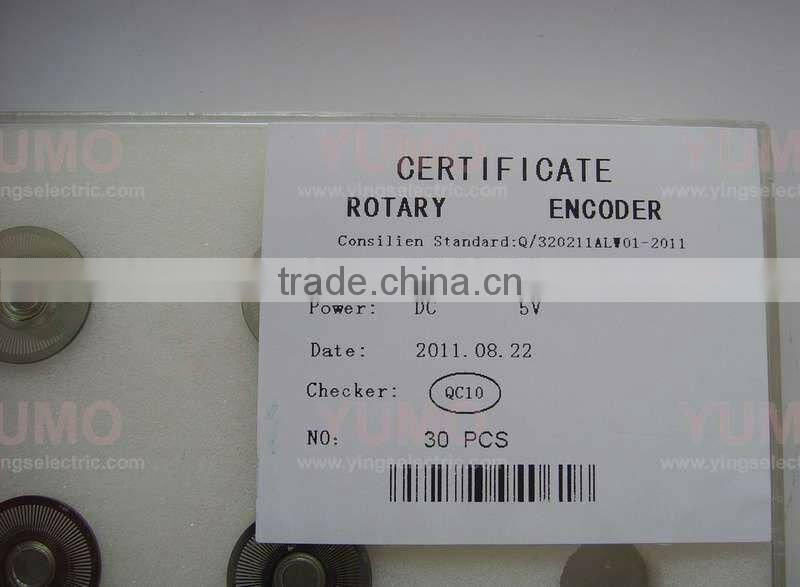 CERTIFICATE
ROTARY ENCODER
Consilien Standard:Q/320211ALW01-2011
trade.china.cn
Power: DC 5V
Date: 2011.08.22
Checker: QC10
NO: 30 PCS
YUMO
www.yingselectric.com
YUMO
www.yingselectric.com
YUMO
www.yingselectric.com
YUMO
www.yingselectric.com
YUMO
www.yingselectric.com
YUMO
www.yingselectric.com